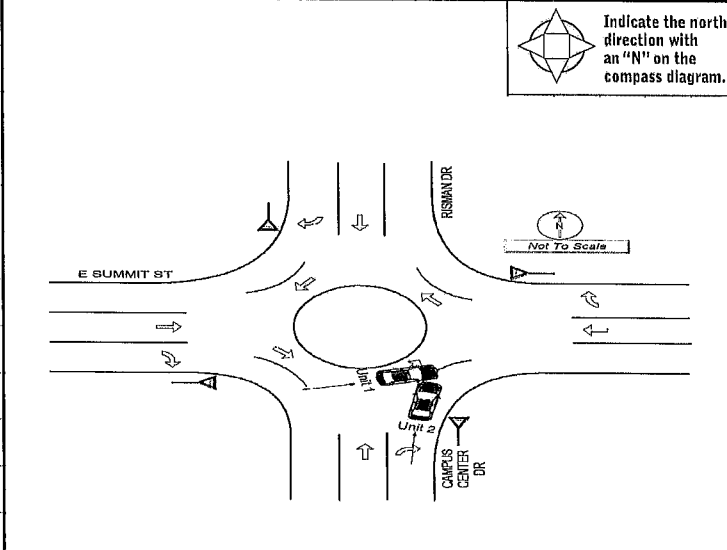 Indicate the north
direction with
an "N" on the
compass diagram.
RISMAN DR
N
Not To Scale
E SUMMIT ST
Unit 1
Unit 2
CAMPUS
CENTER
DR